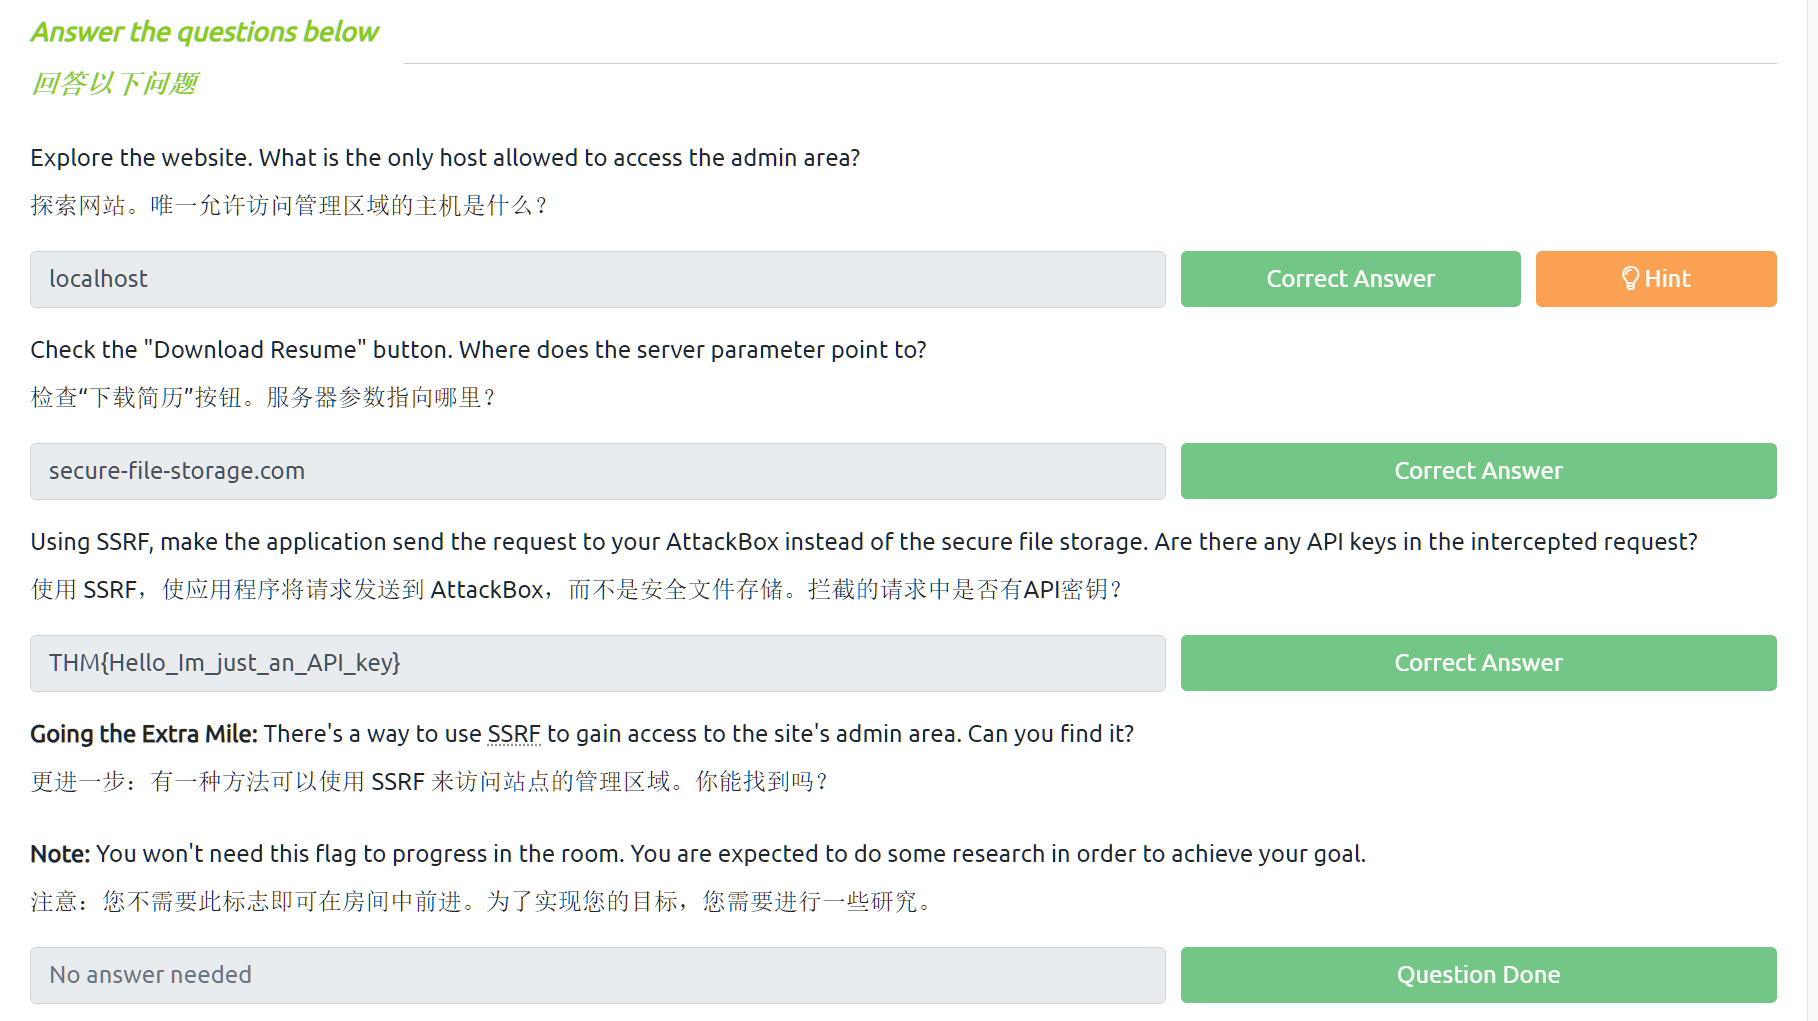 Answer the questions below
回答以下问题
Explore the website. What is the only host allowed to access the admin area?
探索网站。唯一允许访问管理区域的主机是什么？
localhost
Correct Answer
Hint
Check the "Download Resume" button. Where does the server parameter point to?
检查“下载简历”按钮。服务器参数指向哪里？
secure-file-storage.com
Correct Answer
Using SSRF, make the application send the request to your AttackBox instead of the secure file storage. Are there any API keys in the intercepted request?
使用 SSRF，使应用程序将请求发送到 AttackBox，而不是安全文件存储。拦截的请求中是否有API密钥？
THM{Hello_Im_just_an_API_key}
Correct Answer
Going the Extra Mile: There's a way to use SSRF to gain access to the site's admin area. Can you find it?
更进一步：有一种方法可以使用 SSRF 来访问站点的管理区域。你能找到吗？
Note: You won't need this flag to progress in the room. You are expected to do some research in order to achieve your goal.
注意：您不需要此标志即可在房间中前进。为了实现您的目标，您需要进行一些研究。
No answer needed
Question Done